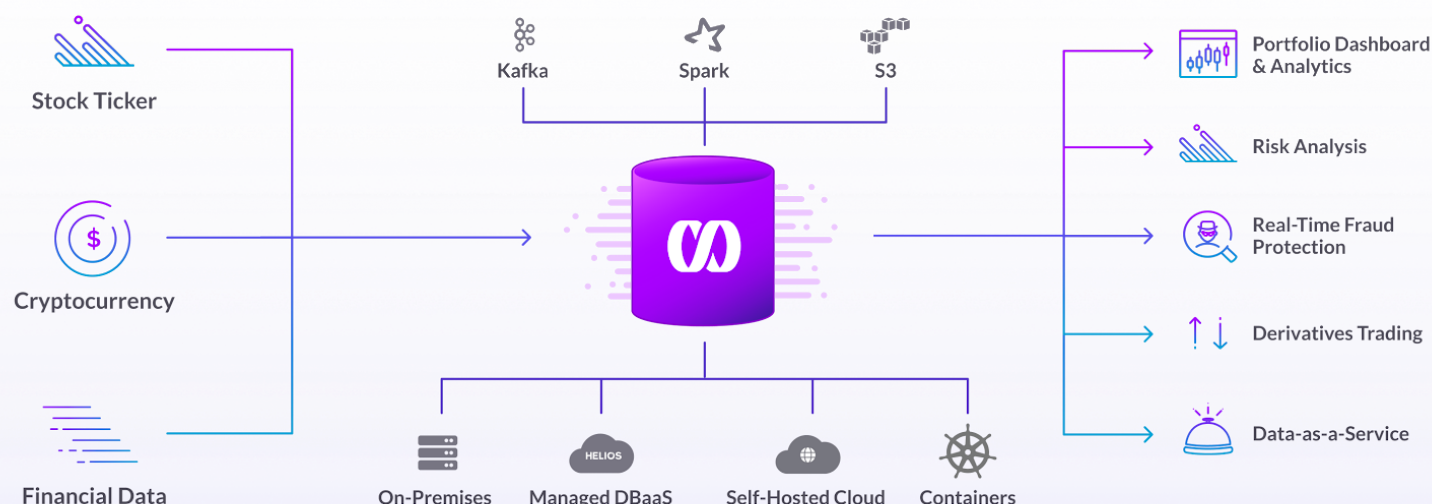 Stock Ticker
$
Cryptocurrency
Financial Data
Kafka
Spark
S3
On-Premises
HELIOS
Managed DBaaS
Self-Hosted Cloud
Containers
Portfolio Dashboard
& Analytics
Risk Analysis
Real-Time Fraud
Protection
Derivatives Trading
Data-as-a-Service